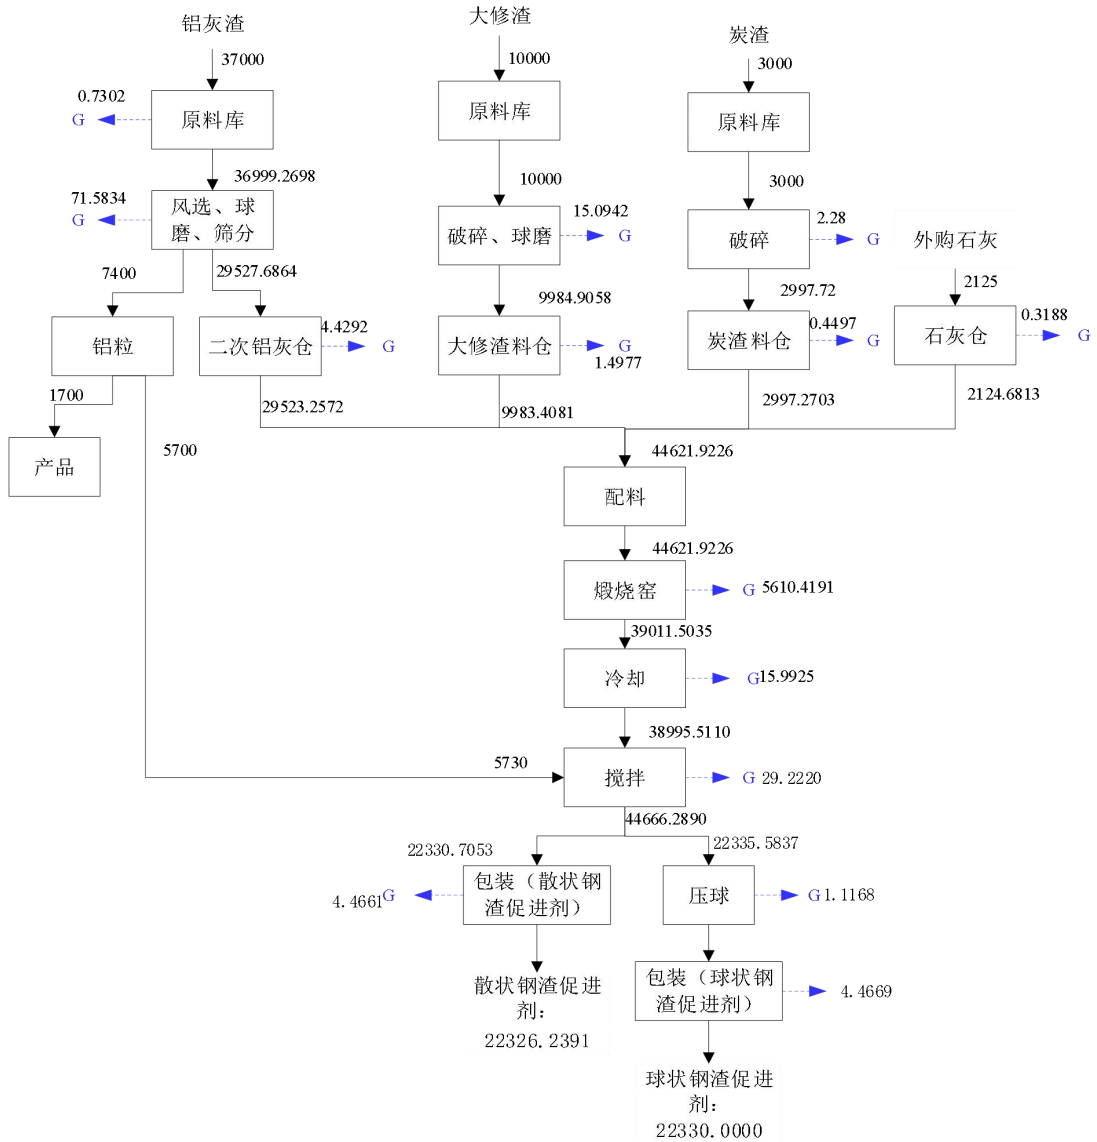 铝灰渣
大修渣
炭渣
37000
10000
3000
0.7302
G
原料库
原料库
原料库
36999.2698
10000
3000
71.5834
G
风选、球
磨、筛分
破碎、球磨
15.0942
G
破碎
2.28
G
外购石灰
7400
29527.6864
9984.9058
2997.72
2125
铝粒
二次铝灰仓
4.4292
G
大修渣料仓
G
1.4977
炭渣料仓
0.4497
G
石灰仓
0.3188
G
1700
29523.2572
9983.4081
2997.2703
2124.6813
产品
5700
44621.9226
配料
44621.9226
煅烧窑
G 5610.4191
39011.5035
冷却
G15.9925
38995.5110
5730
搅拌
G 29.2220
44666.2890
22330.7053
22335.5837
4.4661G
包装（散状钢
渣促进剂）
压球
G1.1168
散状钢渣促进
剂：
22326.2391
包装（球状钢
渣促进剂）
4.4669
球状钢渣促进
剂：
22330.0000